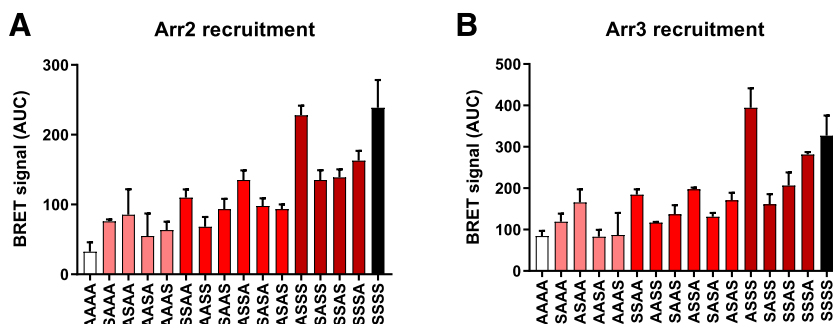 A
Arr2 recruitment
BRET signal (AUC)
300
200
100
0
AAAA
SAAA
ASAA
AASA
AAAS
SSAA
AASS
SAAS
ASSA
SASA
ASAS
ASSS
SASS
SSAS
SSSA
SSSS
B
Arr3 recruitment
BRET signal (AUC)
500
400
300
200
100
0
AAAA
SAAA
ASAA
AASA
AAAS
SSAA
AASS
SAAS
ASSA
SASA
ASAS
ASSS
SASS
SSAS
SSSA
SSSS